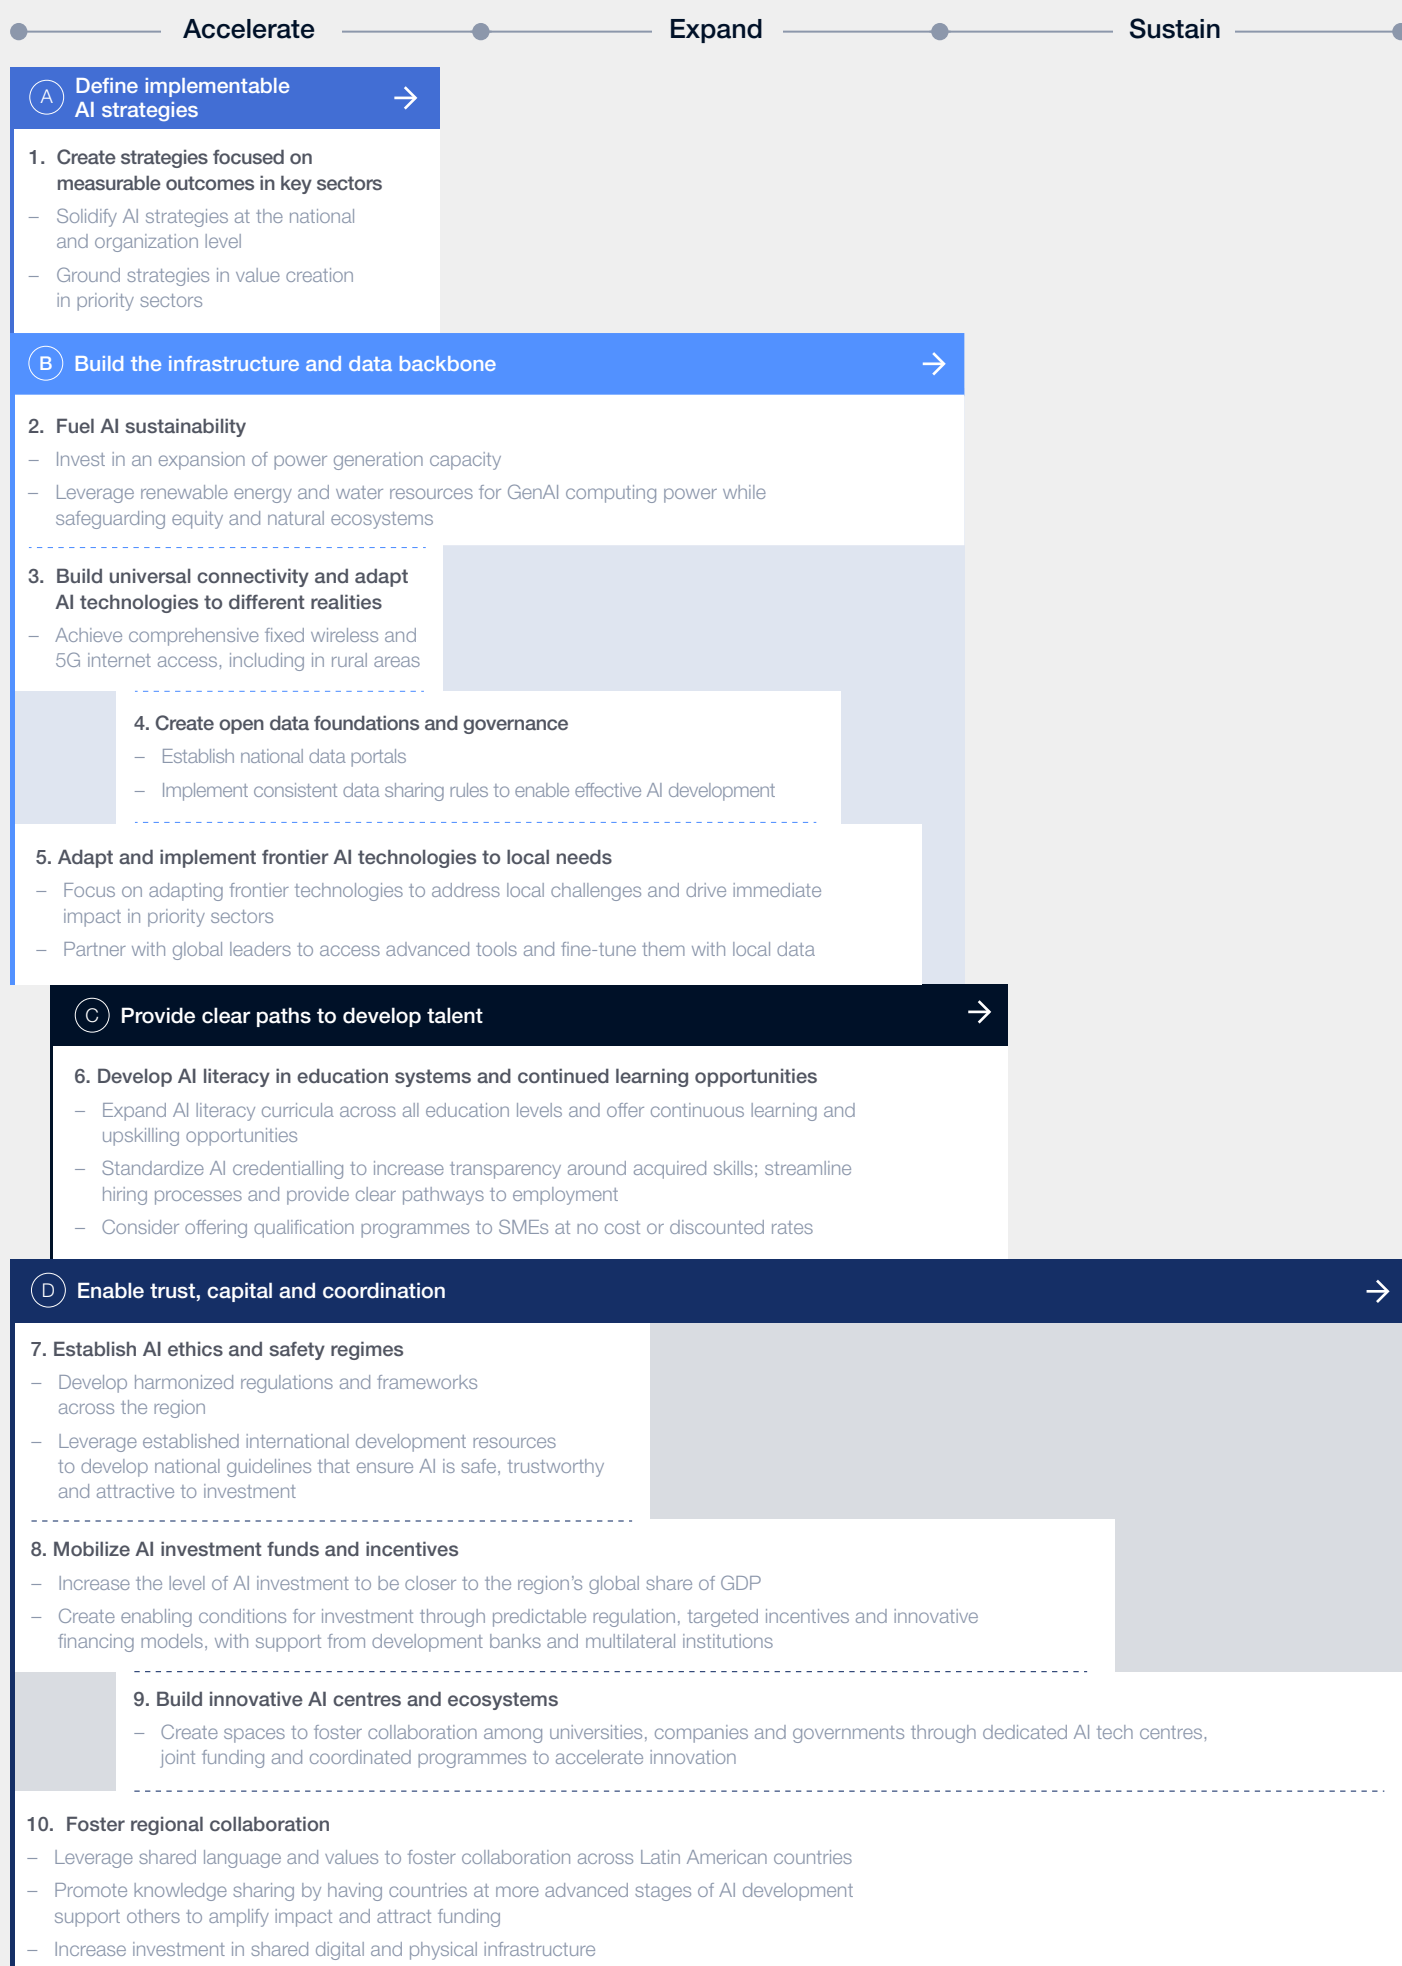 Accelerate Expand Sustain
A Define implementable
AI strategies
1. Create strategies focused on
measurable outcomes in key sectors
– Solidify AI strategies at the national
and organization level
– Ground strategies in value creation
in priority sectors
B Build the infrastructure and data backbone
2. Fuel AI sustainability
– Invest in an expansion of power generation capacity
– Leverage renewable energy and water resources for GenAI computing power while
safeguarding equity and natural ecosystems
3. Build universal connectivity and adapt
AI technologies to different realities
– Achieve comprehensive fixed wireless and
5G internet access, including in rural areas
4. Create open data foundations and governance
– Establish national data portals
– Implement consistent data sharing rules to enable effective AI development
5. Adapt and implement frontier AI technologies to local needs
– Focus on adapting frontier technologies to address local challenges and drive immediate
impact in priority sectors
– Partner with global leaders to access advanced tools and fine-tune them with local data
C Provide clear paths to develop talent
6. Develop AI literacy in education systems and continued learning opportunities
– Expand AI literacy curricula across all education levels and offer continuous learning and
upskilling opportunities
– Standardize AI credentialling to increase transparency around acquired skills; streamline
hiring processes and provide clear pathways to employment
– Consider offering qualification programmes to SMEs at no cost or discounted rates
D Enable trust, capital and coordination
7. Establish AI ethics and safety regimes
– Develop harmonized regulations and frameworks
across the region
– Leverage established international development resources
to develop national guidelines that ensure AI is safe, trustworthy
and attractive to investment
8. Mobilize AI investment funds and incentives
– Increase the level of AI investment to be closer to the region’s global share of GDP
– Create enabling conditions for investment through predictable regulation, targeted incentives and innovative
financing models, with support from development banks and multilateral institutions
9. Build innovative AI centres and ecosystems
– Create spaces to foster collaboration among universities, companies and governments through dedicated AI tech centres,
joint funding and coordinated programmes to accelerate innovation
10. Foster regional collaboration
– Leverage shared language and values to foster collaboration across Latin American countries
– Promote knowledge sharing by having countries at more advanced stages of AI development
support others to amplify impact and attract funding
– Increase investment in shared digital and physical infrastructure